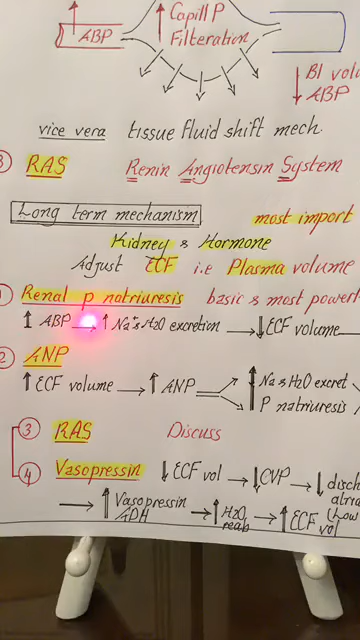 ↑ ABP ↑ Capill P
Filteration
↓ Bl volu
ABP
vice vera tissue fluid shift mech.
3 RAS Renin Angiotensin System
Long term mechanism most import
Kidney & Hormone
Adjust ECF i.e Plasma volume
1 Renal p natriuresis basic & most powerf
↑ ABP → ↑ Na⁺& H2O excretion → ↓ ECF volume
2 ANP
↑ ECF volume → ↑ ANP ↑ Na & H2O excret
P natriuresis
3 RAS Discuss
4 Vasopressin ↓ ECF vol → ↓ CVP → ↓ disch
atria
(Low
→ ↑ Vasopressin ADH → ↑ H2O reab → ↑ ECF vol